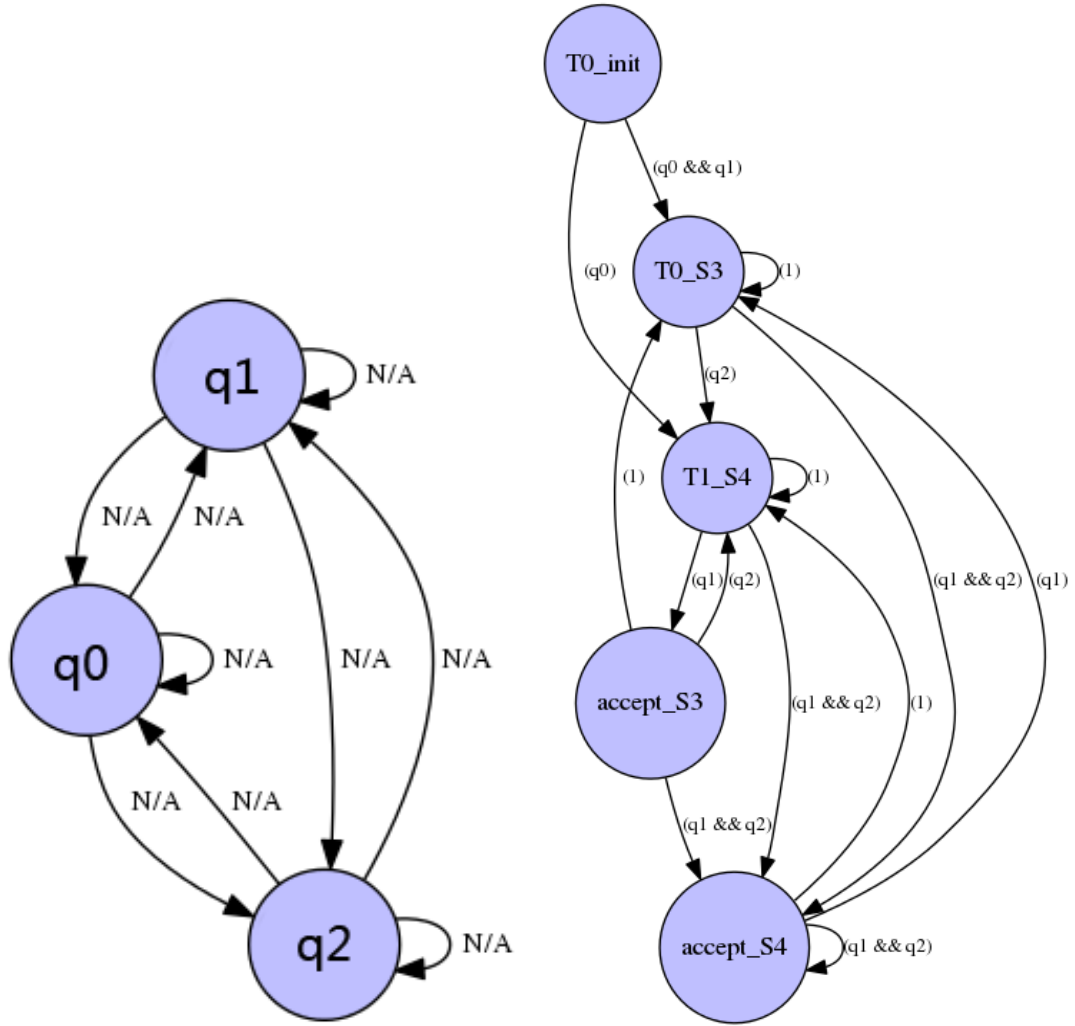 q1
N/A
N/A
N/A
q0
N/A
N/A
N/A
N/A
N/A
q2
N/A
T0_init
(q0 && q1)
(q0)
T0_S3
(1)
(q2)
(1)
T1_S4
(1)
(q1)
(q2)
(q1 && q2)
(q1)
accept_S3
(q1 && q2)
(1)
(q1 && q2)
accept_S4
(q1 && q2)